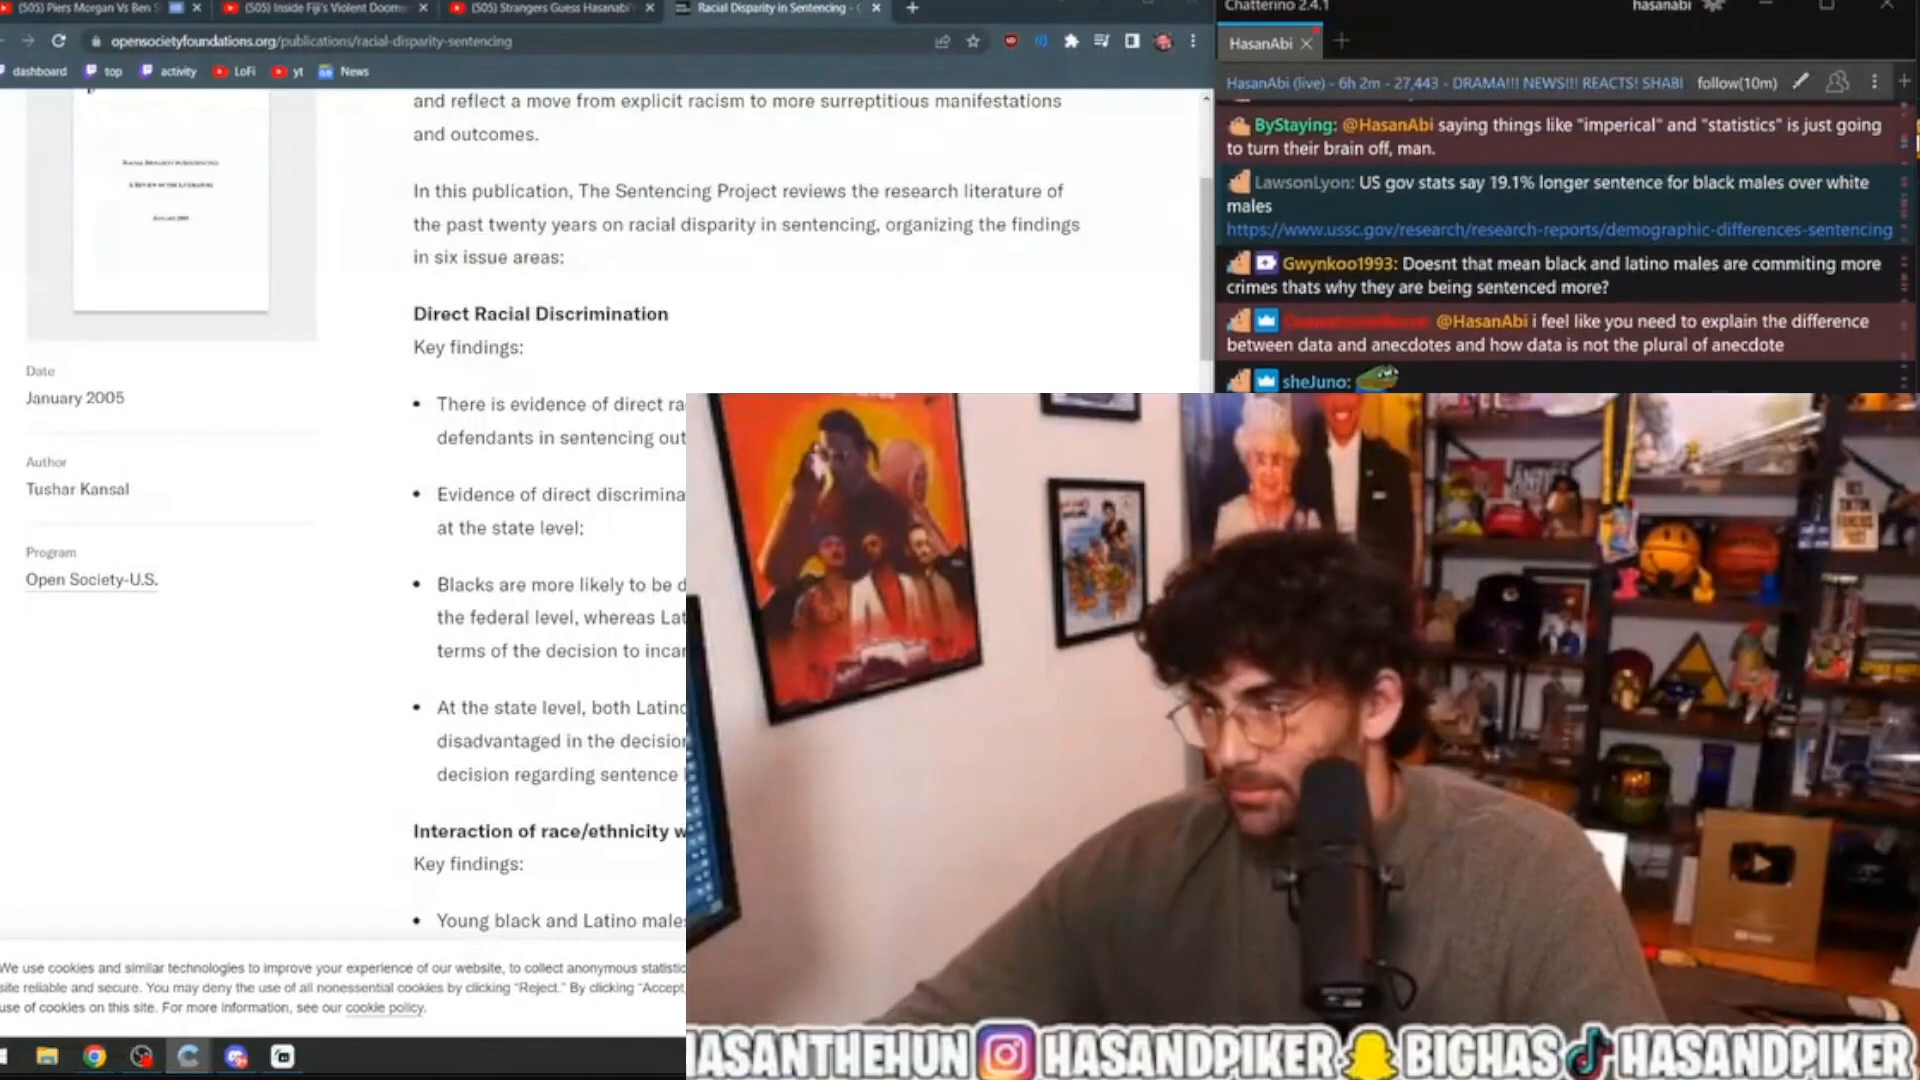 (505) Piers Morgan Vs Ben S
(505) Inside Fiji's Violent Dooms
(505) Strangers Guess Hasanabi'
Racial Disparity in Sentencing -
opensocietyfoundations.org/publications/racial-disparity-sentencing
dashboard
top
activity
LoFi
yt
News
RACIAL DISPARITY IN SENTENCING:
A REVIEW OF THE LITERATURE
JANUARY 2005
Date
January 2005
Author
Tushar Kansal
Program
Open Society-U.S.
and reflect a move from explicit racism to more surreptitious manifestations
and outcomes.
In this publication, The Sentencing Project reviews the research literature of
the past twenty years on racial disparity in sentencing, organizing the findings
in six issue areas:
Direct Racial Discrimination
Key findings:
• There is evidence of direct ra
defendants in sentencing out
• Evidence of direct discrimina
at the state level;
• Blacks are more likely to be d
the federal level, whereas Lat
terms of the decision to incar
• At the state level, both Latino
disadvantaged in the decision
decision regarding sentence
Interaction of race/ethnicity w
Key findings:
• Young black and Latino males
We use cookies and similar technologies to improve your experience of our website, to collect anonymous statistic
site reliable and secure. You may deny the use of all nonessential cookies by clicking "Reject." By clicking "Accept,
use of cookies on this site. For more information, see our cookie policy.
Chatterino 2.4.1
hasanabi
HasanAbi
HasanAbi (live) - 6h 2m - 27,443 - DRAMA!!! NEWS!!! REACTS! SHABI
follow(10m)
ByStaying: @HasanAbi saying things like "imperical" and "statistics" is just going
to turn their brain off, man.
LawsonLyon: US gov stats say 19.1% longer sentence for black males over white
males
https://www.ussc.gov/research/research-reports/demographic-differences-sentencing
Gwynkoo1993: Doesnt that mean black and latino males are commiting more
crimes thats why they are being sentenced more?
@HasanAbi i feel like you need to explain the difference
between data and anecdotes and how data is not the plural of anecdote
sheJuno:
ASANTHEHUN
HASANDPIKER
BIGHAS
HASANDPIKER